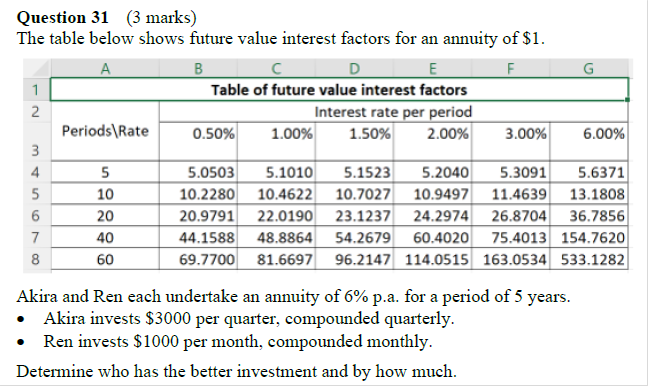 Question 31 (3 marks)
The table below shows future value interest factors for an annuity of $1.
A B C D E F G
1 Table of future value interest factors
2 Interest rate per period
3 Periods\Rate 0.50% 1.00% 1.50% 2.00% 3.00% 6.00%
4 5 5.0503 5.1010 5.1523 5.2040 5.3091 5.6371
5 10 10.2280 10.4622 10.7027 10.9497 11.4639 13.1808
6 20 20.9791 22.0190 23.1237 24.2974 26.8704 36.7856
7 40 44.1588 48.8864 54.2679 60.4020 75.4013 154.7620
8 60 69.7700 81.6697 96.2147 114.0515 163.0534 533.1282
Akira and Ren each undertake an annuity of 6% p.a. for a period of 5 years.
• Akira invests $3000 per quarter, compounded quarterly.
• Ren invests $1000 per month, compounded monthly.
Determine who has the better investment and by how much.